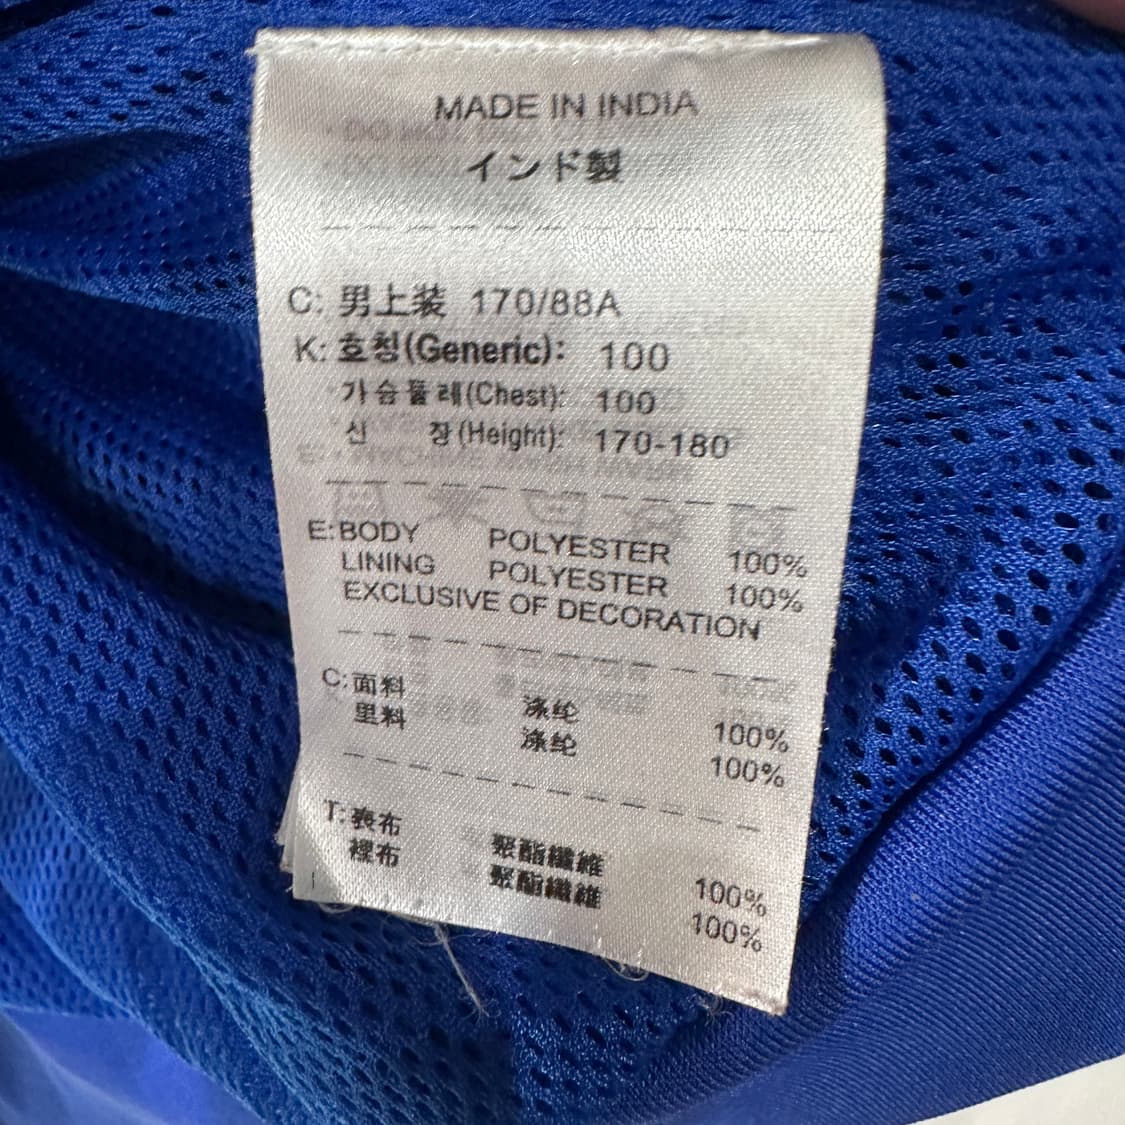 MADE IN INDIA
インド製
C: 男上装 170/88A
K: 호칭(Generic): 100
가슴둘레(Chest): 100
신 장(Height): 170-180
E: BODY POLYESTER 100%
LINING POLYESTER 100%
EXCLUSIVE OF DECORATION
C: 面料 涤纶 100%
里料 涤纶 100%
T: 表布 聚酯纖維 100%
裡布 聚酯纖維 100%